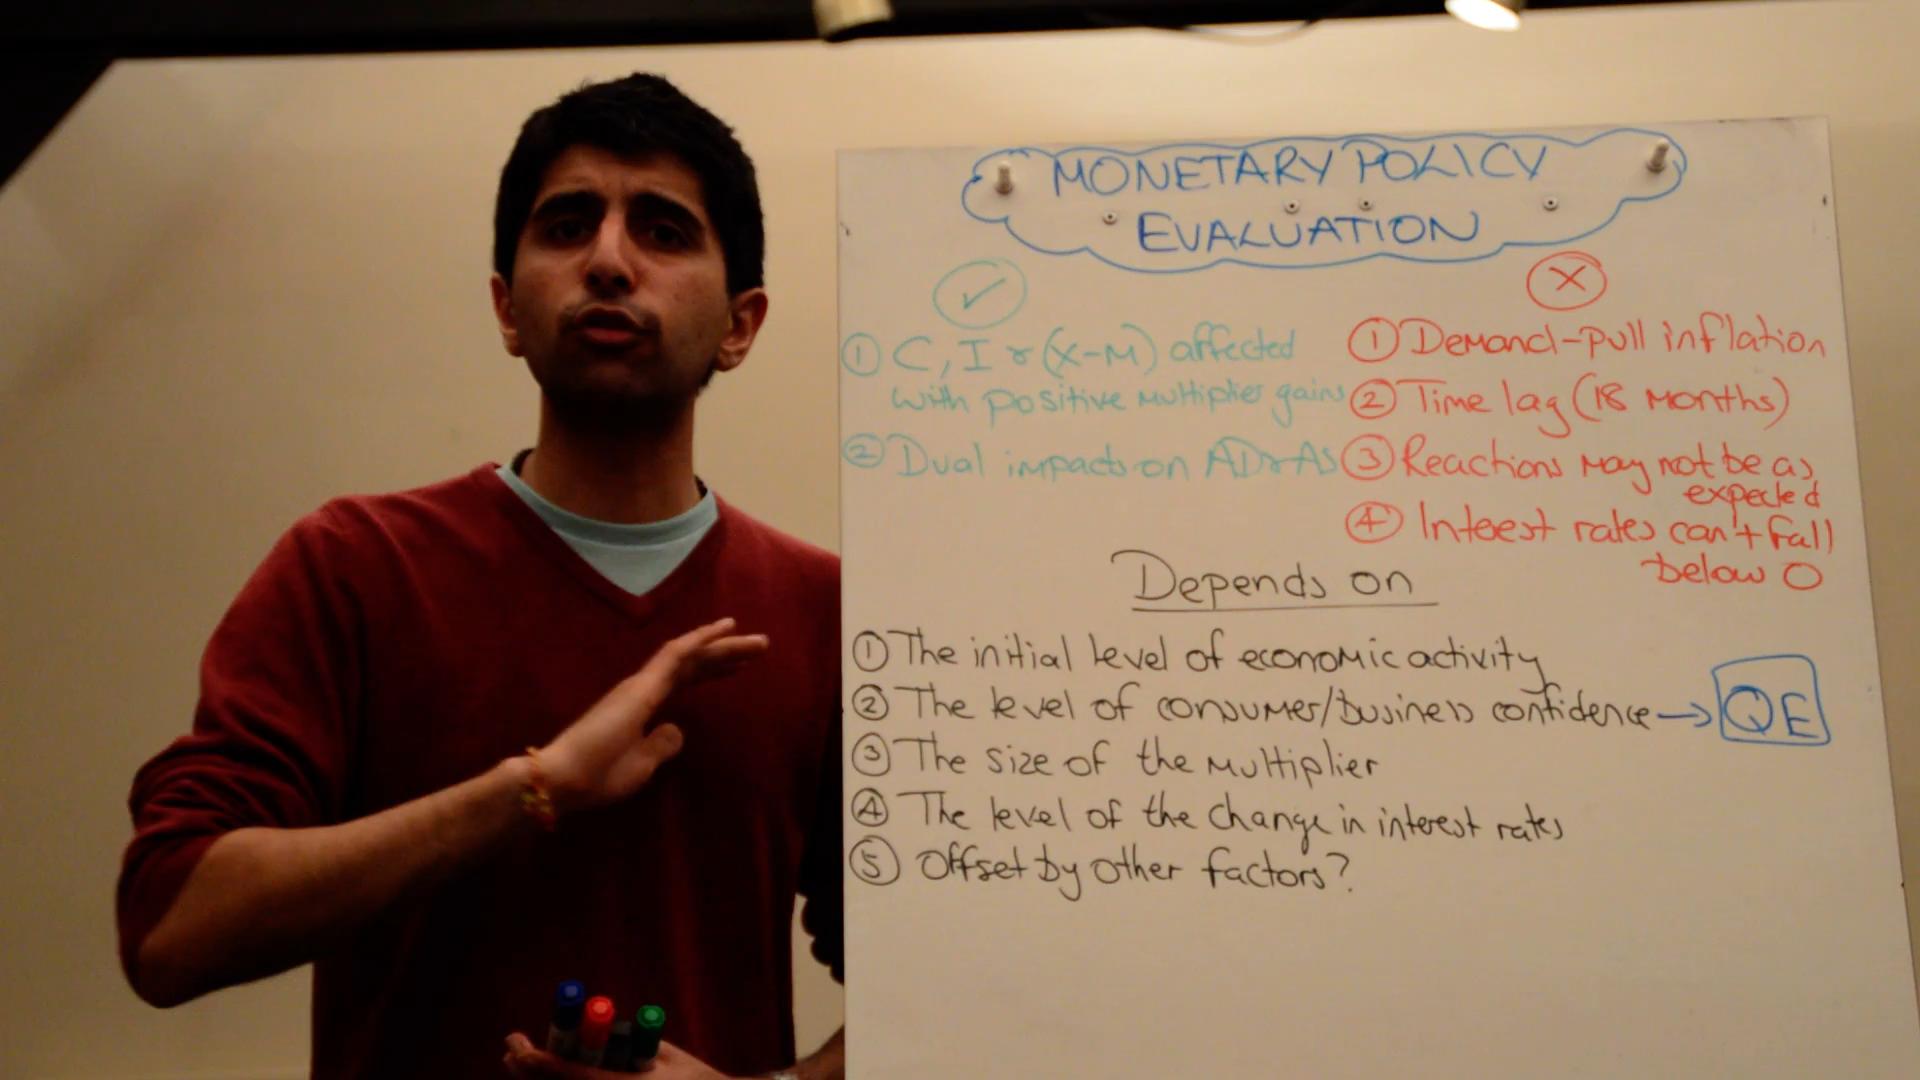 MONETARY POLICY
EVALUATION
① C, I & (X-M) affected
with positive multiplier gains
② Dual impacts on AD & AS
① Demand-pull inflation
② Time lag (18 months)
③ Reactions may not be as
expected
④ Interest rates can't fall
below 0
Depends on
① The initial level of economic activity
② The level of consumer/business confidence → QE
③ The size of the multiplier
④ The level of the change in interest rates
⑤ Offset by other factors?